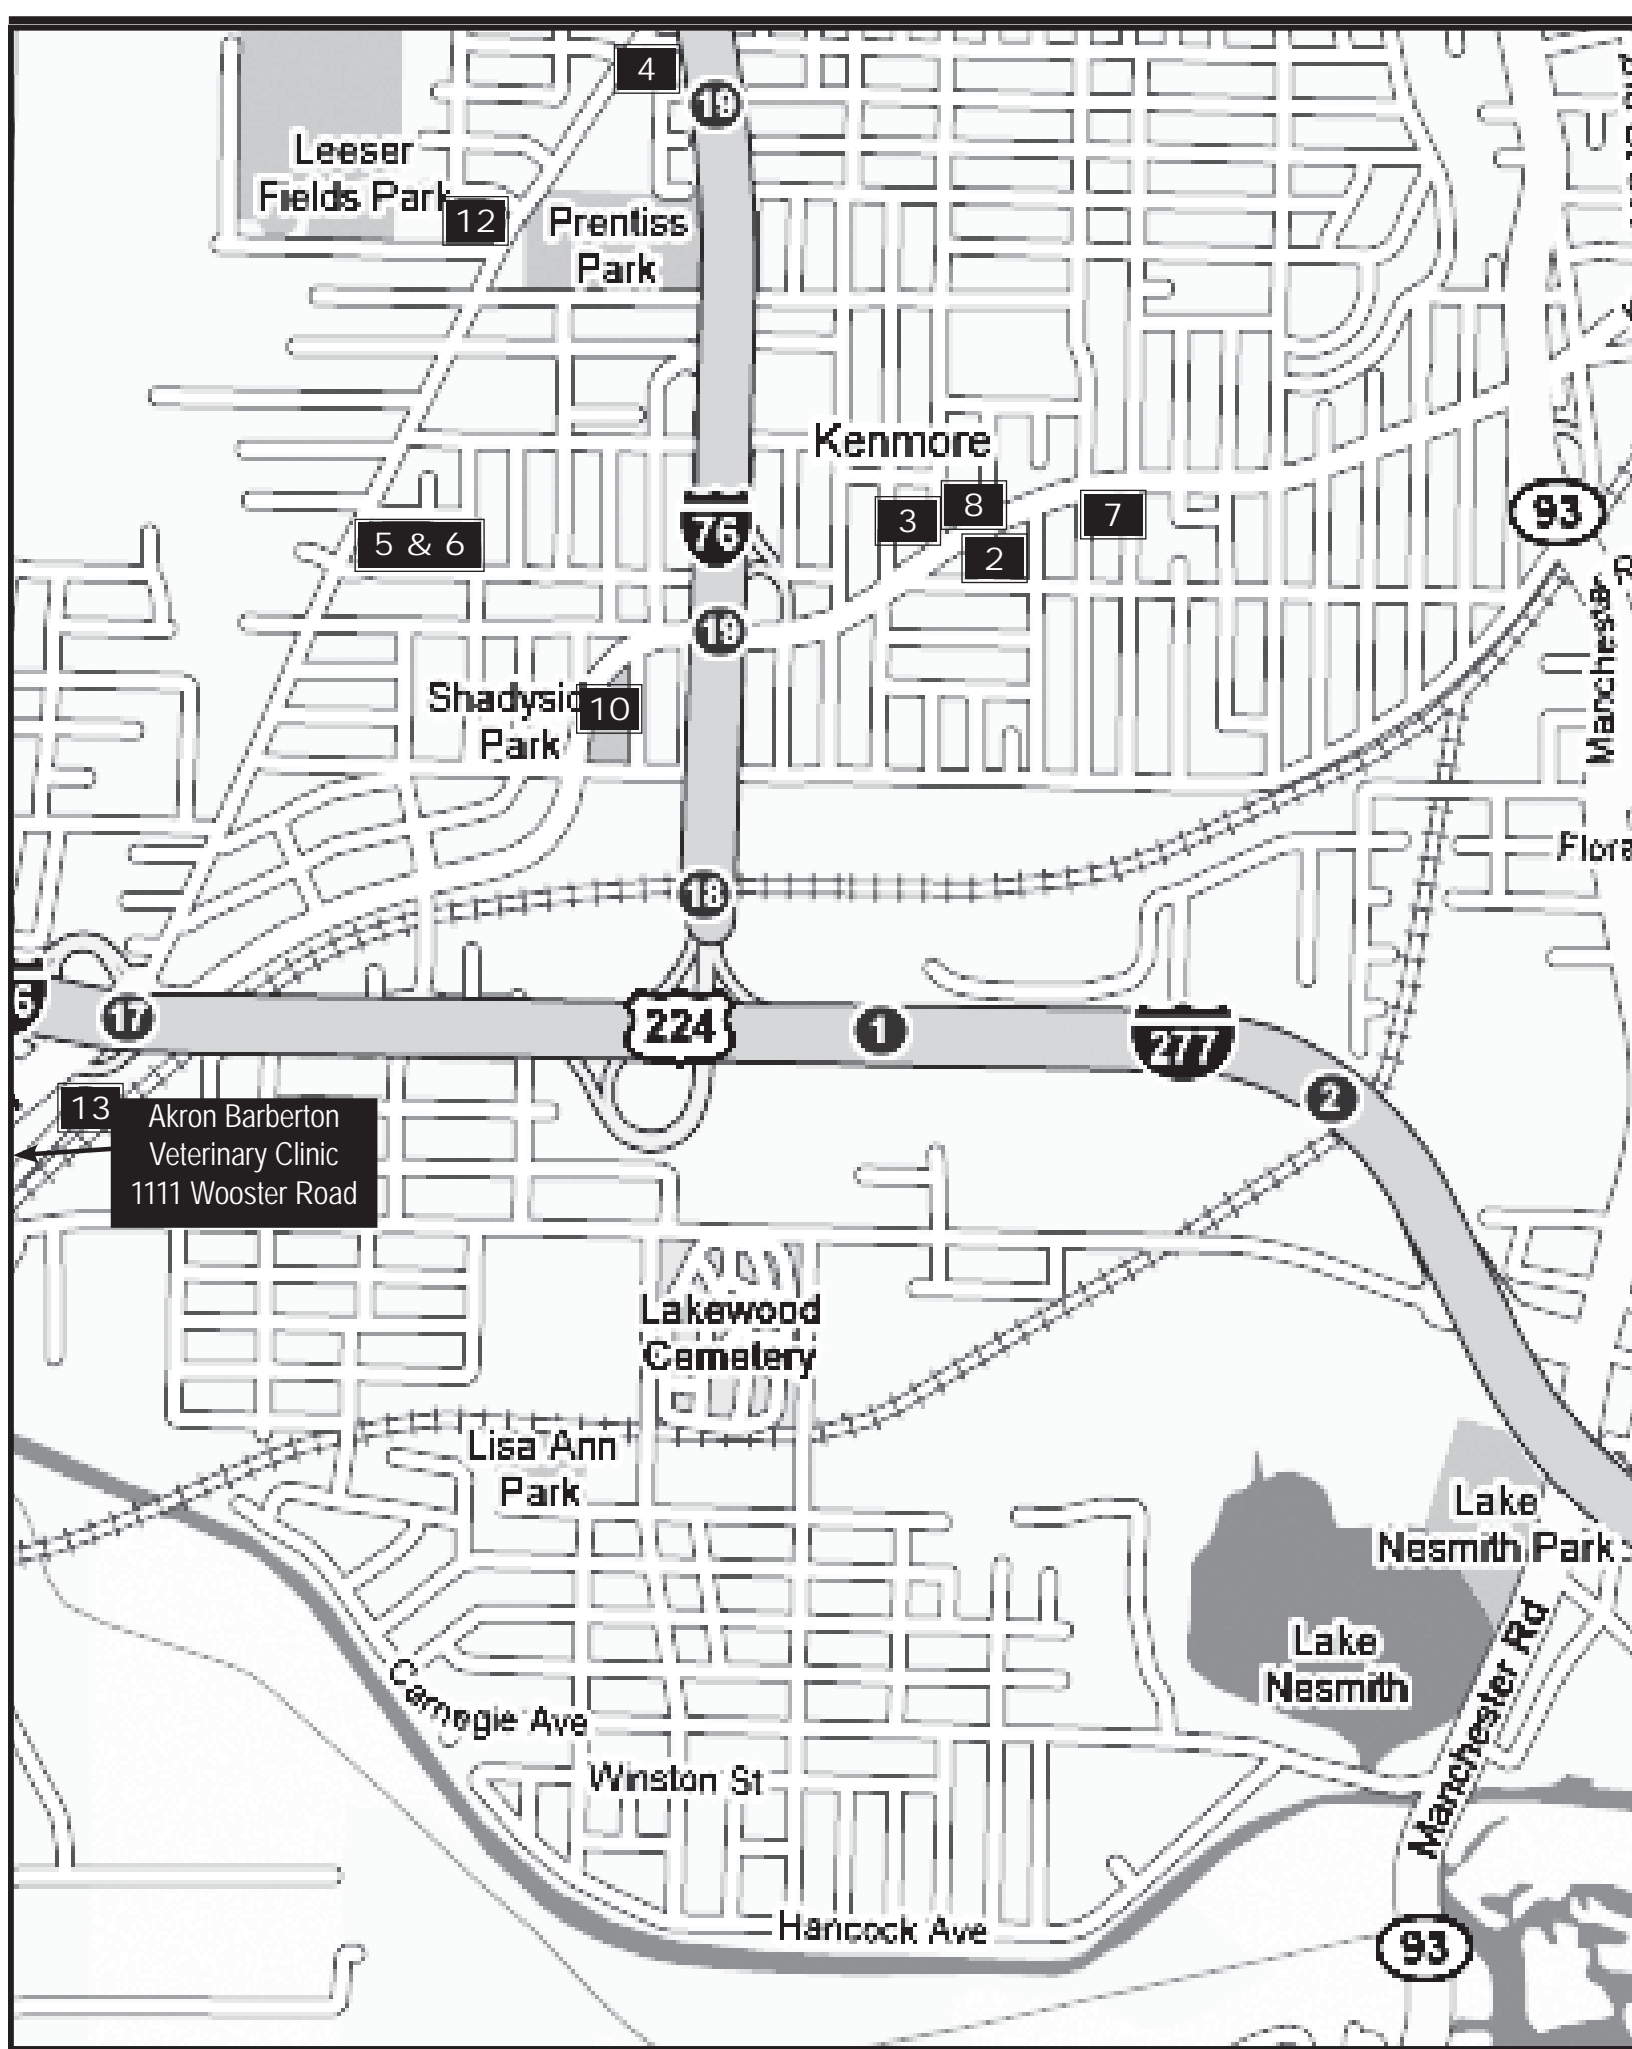 4
19
Leeser
Fields Park
12
Prentiss
Park
Kenmore
3
8
7
2
5 & 6
76
93
19
Manchester
Shadysid
Park
10
18
17
224
1
277
2
13
Akron Barberton
Veterinary Clinic
1111 Wooster Road
Lakewood
Cemetery
Lisa Ann
Park
Lake
Nesmith Park
Lake
Nesmith
Manchester Rd
Carnegie Ave
Winston St
Hancock Ave
93